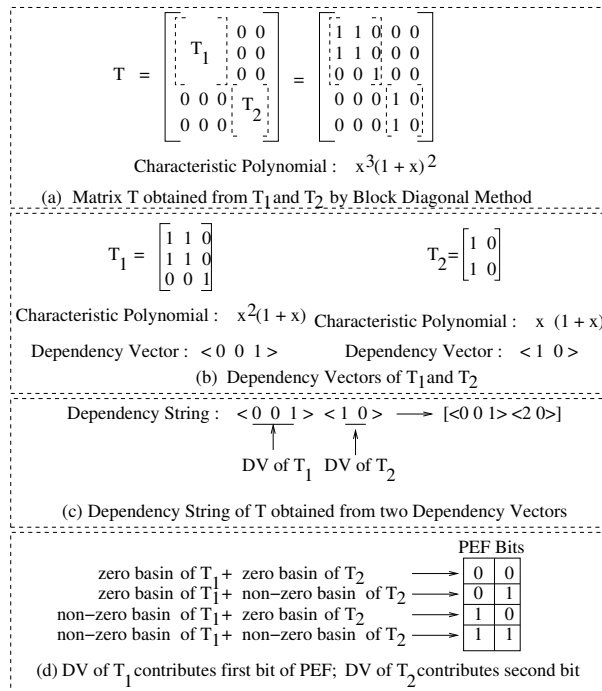 T = [ T1 0 0 = [ 1 1 0 0 0
0 0 1 1 0 0 0
0 0 0 0 1 0 0
0 0 0 T2 0 0 0 1 0
0 0 0 0 0 0 1 0
Characteristic Polynomial : x^3(1 + x)^2
(a) Matrix T obtained from T1 and T2 by Block Diagonal Method
T1 = [ 1 1 0 T2 = [ 1 0
1 1 0 1 0 ]
0 0 1 ]
Characteristic Polynomial : x^2(1 + x) Characteristic Polynomial : x (1 + x)
Dependency Vector : < 0 0 1 > Dependency Vector : < 1 0 >
(b) Dependency Vectors of T1 and T2
Dependency String : < 0 0 1 > < 1 0 > → [<0 0 1> <2 0>]
DV of T1 DV of T2
(c) Dependency String of T obtained from two Dependency Vectors
PEF Bits
zero basin of T1 + zero basin of T2 → 0 0
zero basin of T1 + non-zero basin of T2 → 0 1
non-zero basin of T1 + zero basin of T2 → 1 0
non-zero basin of T1 + non-zero basin of T2 → 1 1
(d) DV of T1 contributes first bit of PEF; DV of T2 contributes second bit